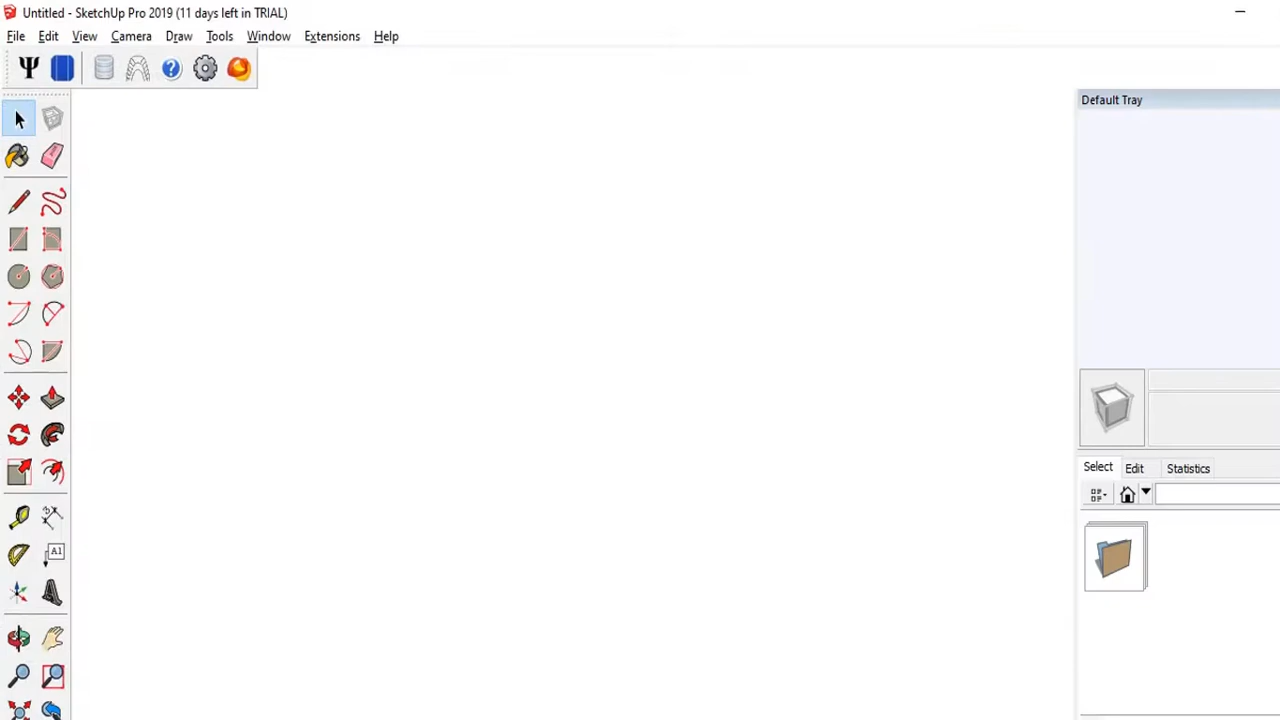 Untitled - SketchUp Pro 2019 (11 days left in TRIAL)
File Edit View Camera Draw Tools Window Extensions Help
Default Tray
Select Edit Statistics
A1